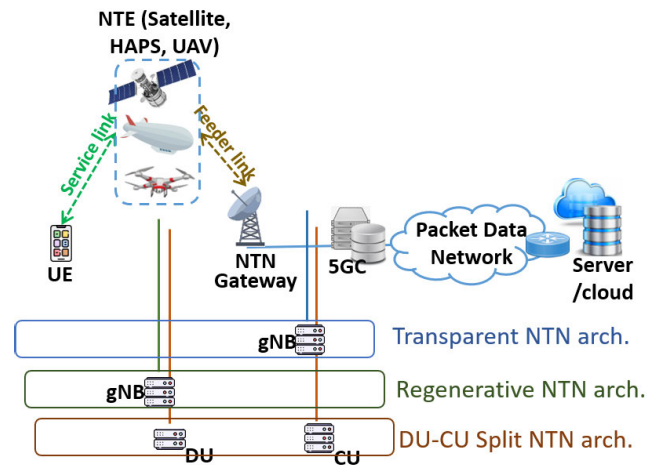 NTE (Satellite,
HAPS, UAV)
Service link
Feeder link
UE
NTN
Gateway
5GC
Packet Data
Network
Server
/cloud
gNB
Transparent NTN arch.
gNB
Regenerative NTN arch.
DU
CU
DU-CU Split NTN arch.